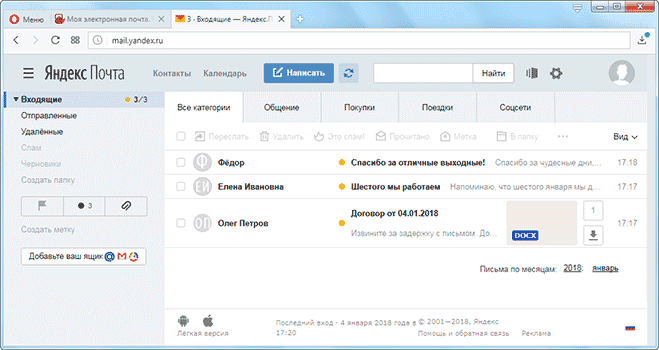 Меню
Моя электронная почта.
3 · Входящие — Яндекс.П
mail.yandex.ru
Яндекс Почта
Контакты
Календарь
Написать
Найти
Входящие
3/3
Отправленные
Удалённые
Спам
Черновики
Создать папку
3
Создать метку
Добавьте ваш ящик
Все категории
Общение
Покупки
Поездки
Соцсети
Переслать
Удалить
Это спам!
Прочитано
Метка
В папку
Вид
Ф
Фёдор
Спасибо за отличные выходные!
Спасибо за чудесные дни,...
17:18
ЕИ
Елена Ивановна
Шестого мы работаем
Напоминаю, что шестого января мы д...
17:17
ОП
Олег Петров
Договор от 04.01.2018
Извините за задержку с письмом. До...
DOCX
1
17:17
Письма по месяцам: 2018: январь
Лёгкая версия
Последний вход - 4 января 2018 года в
17:20
© 2001—2018, Яндекс
Помощь и обратная связь
Реклама